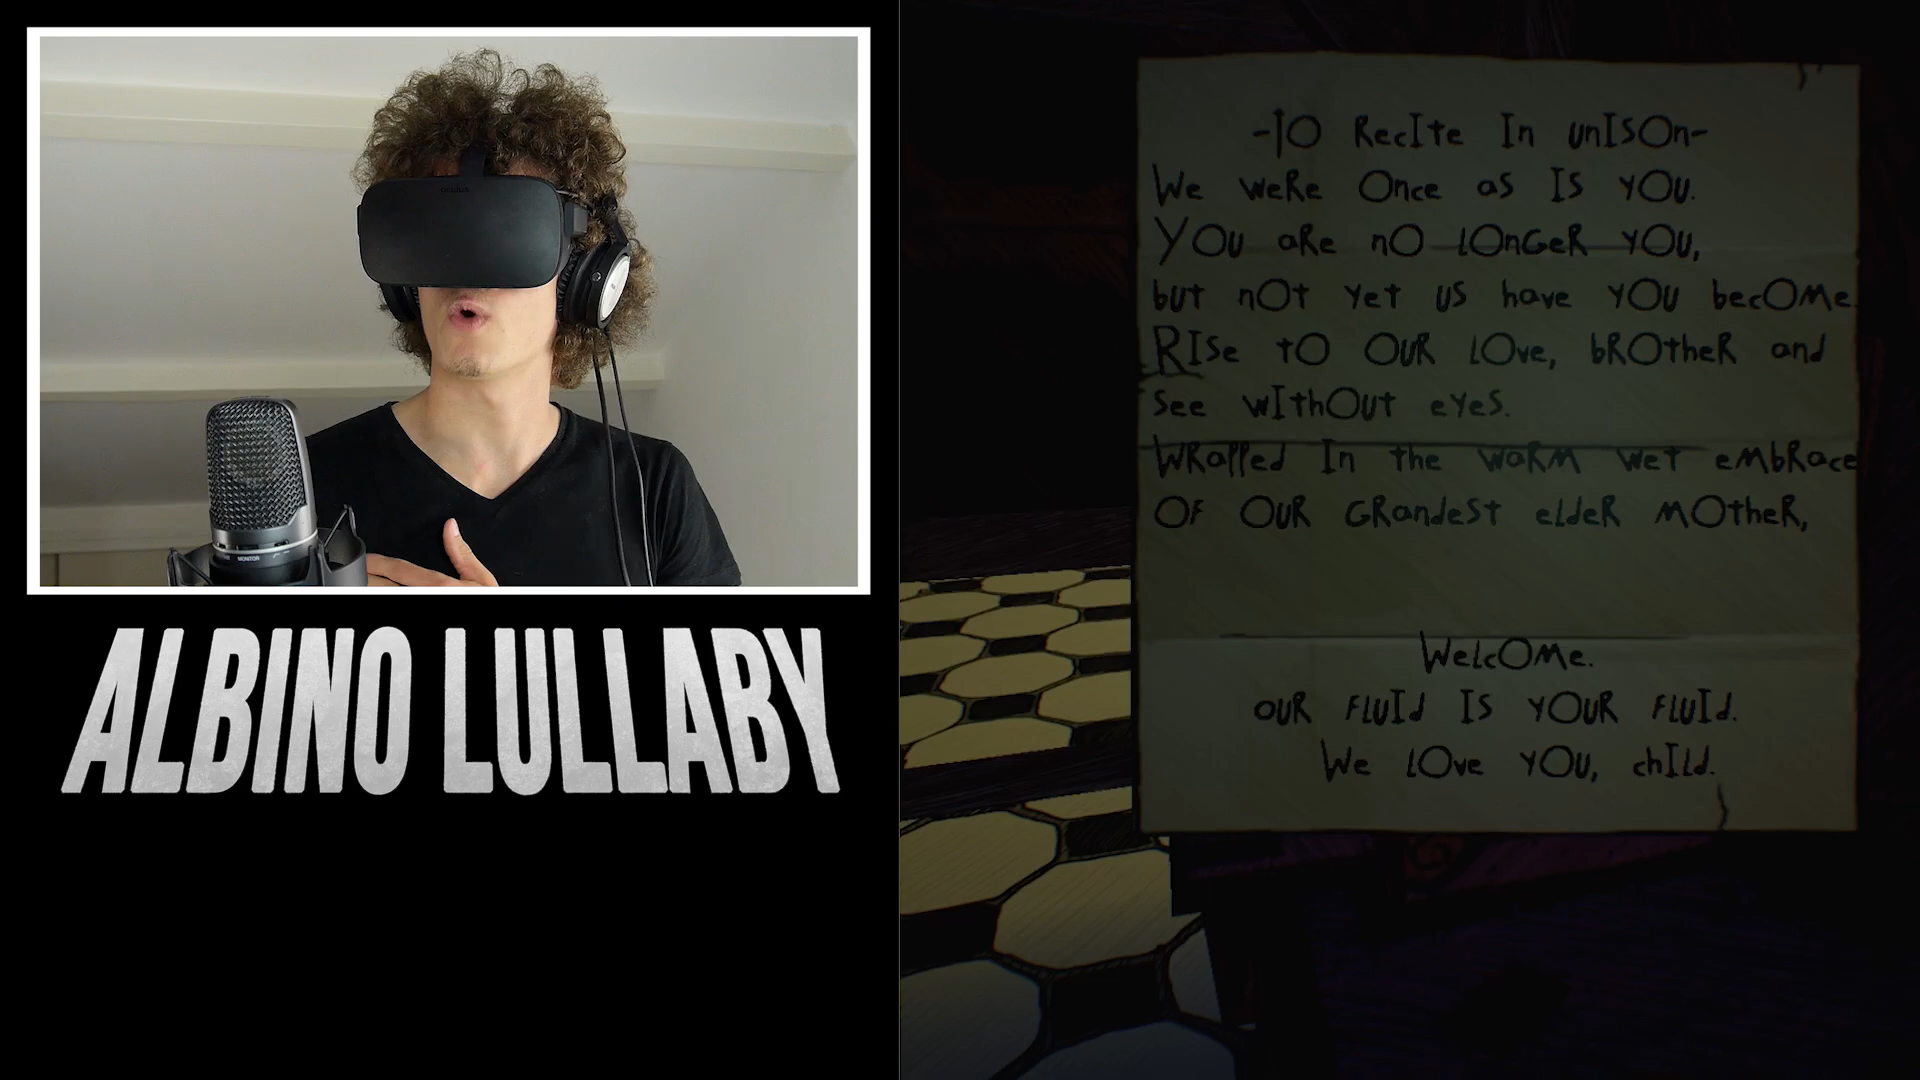 oculus
MONITOR
ALBINO LULLABY
-TO RecIte In unIsOn-
We weRe Once as Is yOu.
YOu aRe nO lOnGeR yOu,
but nOt yet us have yOu becOMe.
RIse tO OuR lOve, bROtheR and
see wIthOut eyes.
WRapped In the waRM wet eMbRace
OF OuR GRandest eldeR MOtheR,
WelcOMe.
OuR FluId Is yOuR FluId.
We lOve yOu, chIld.